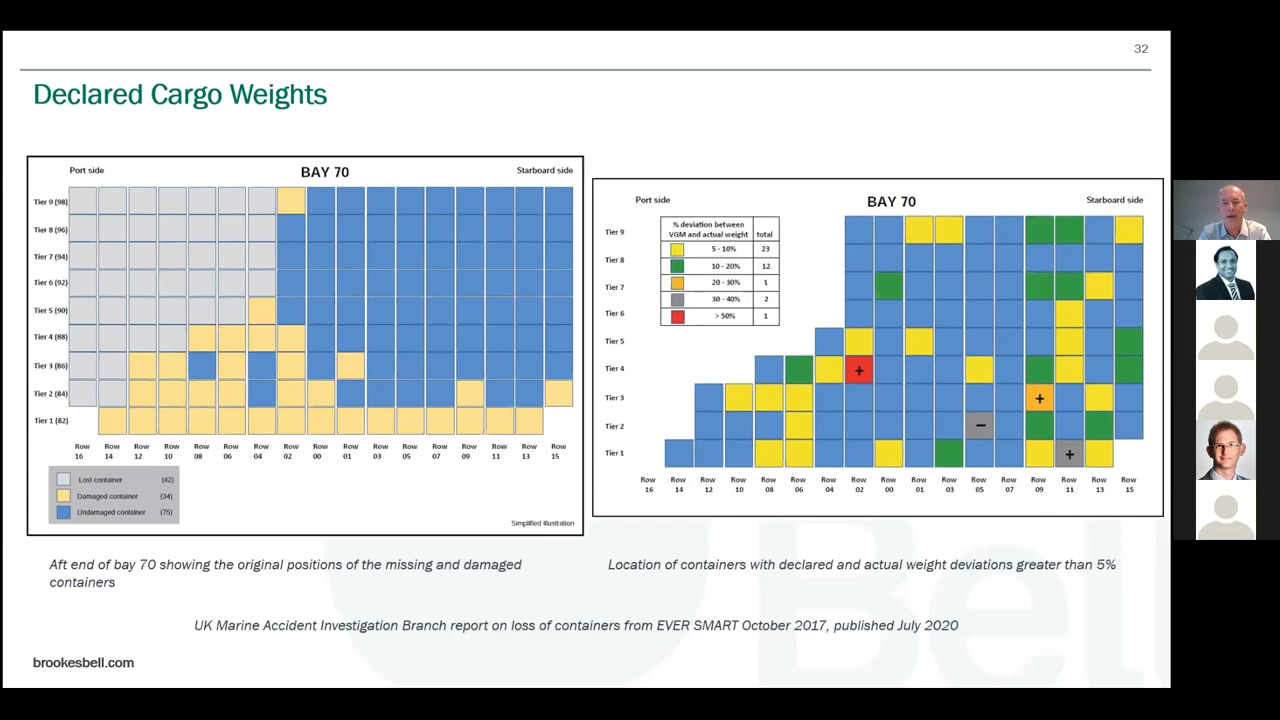 32
Declared Cargo Weights
Port side
BAY 70
Starboard side
Tier 9 (98)
Tier 8 (96)
Tier 7 (94)
Tier 6 (92)
Tier 5 (90)
Tier 4 (88)
Tier 3 (86)
Tier 2 (84)
Tier 1 (82)
Row Row Row Row Row Row Row Row Row Row Row Row Row Row Row Row Row
16 14 12 10 08 06 04 02 00 01 03 05 07 09 11 13 15
Lost container (42)
Damaged container (34)
Undamaged container (75)
Simplified Illustration
Port side
BAY 70
Starboard side
% deviation between
VGM and actual weight total
5 - 10% 23
10 - 20% 12
20 - 30% 1
30 - 40% 2
> 50% 1
Tier 9
Tier 8
Tier 7
Tier 6
Tier 5
Tier 4
+
Tier 3
+
Tier 2
−
Tier 1
+
Row Row Row Row Row Row Row Row Row Row Row Row Row Row Row Row Row
16 14 12 10 08 06 04 02 00 01 03 05 07 09 11 13 15
Aft end of bay 70 showing the original positions of the missing and damaged
containers
Location of containers with declared and actual weight deviations greater than 5%
UK Marine Accident Investigation Branch report on loss of containers from EVER SMART October 2017, published July 2020
brookesbell.com
Bell